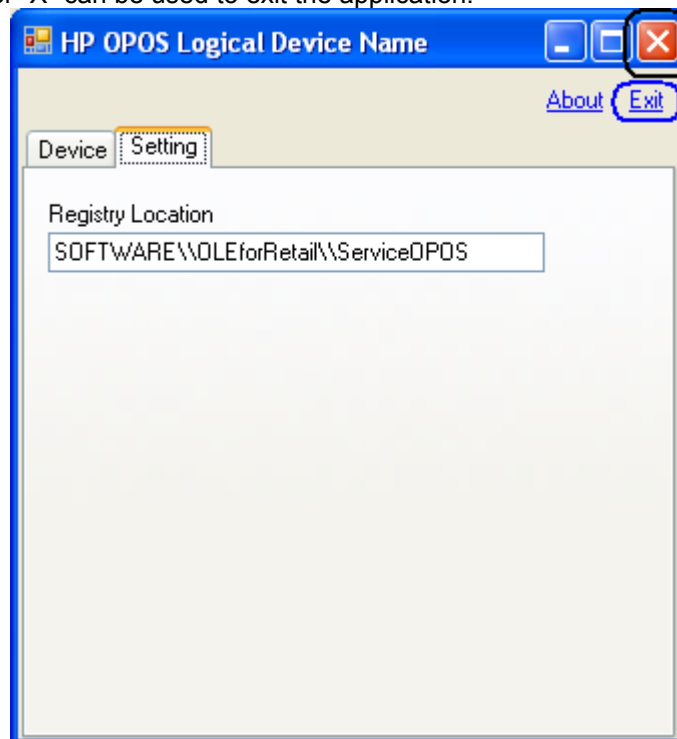 or "X" can be used to exit the application.
HP OPOS Logical Device Name
About Exit
Device Setting
Registry Location
SOFTWARE\\OLEforRetail\\ServiceOPOS